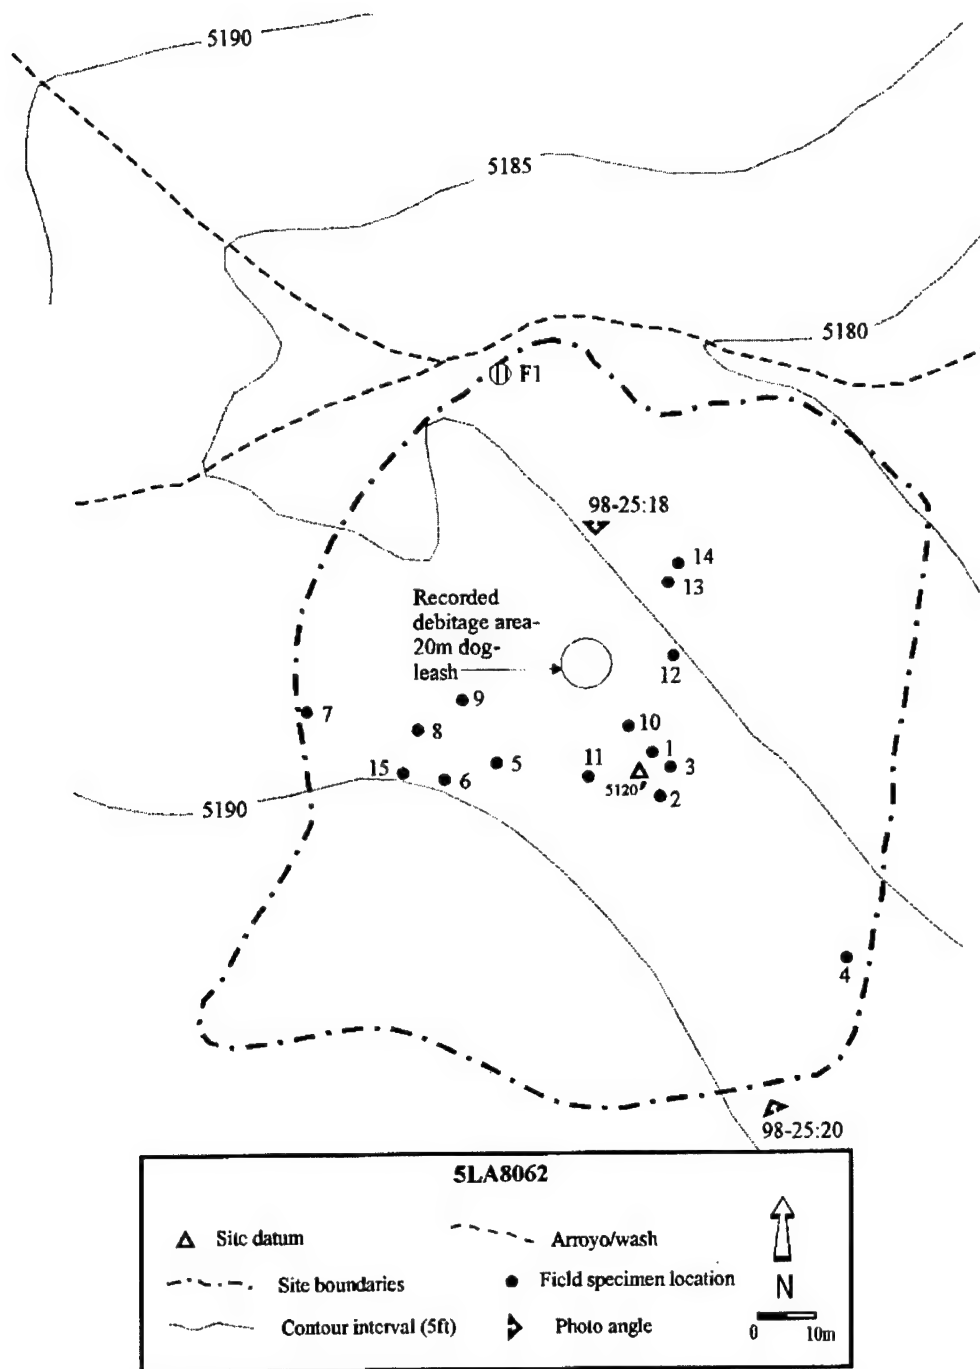 5190
5185
5180
F1
98-25:18
14
13
Recorded
debitage area-
20m dog-
leash
12
9
7
8
10
1
15
6
5
11
3
5120'
2
5190
4
98-25:20
5LA8062
Site datum
Arroyo/wash
Site boundaries
Field specimen location
N
Contour interval (5ft)
Photo angle
0 10m